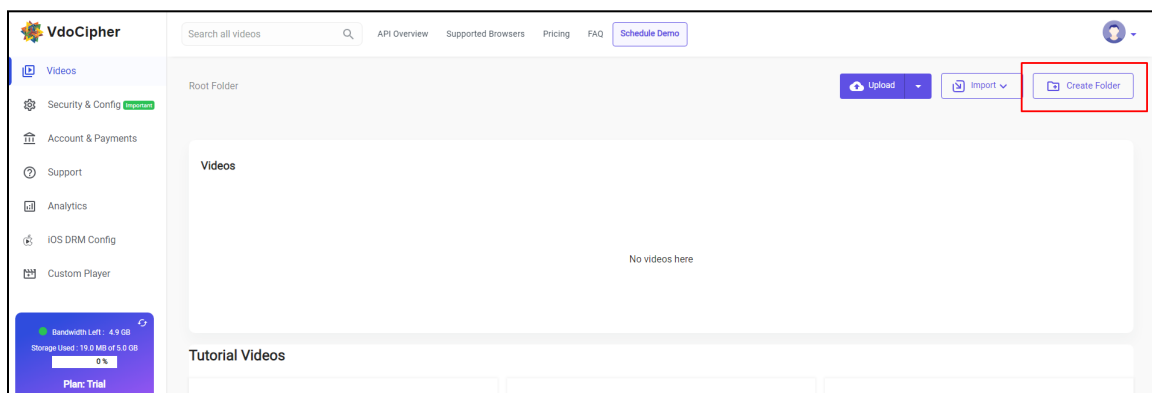 VdoCipher
Search all videos
API Overview Supported Browsers Pricing FAQ Schedule Demo
Videos
Security & Config Important
Account & Payments
Support
Analytics
iOS DRM Config
Custom Player
Bandwidth Left : 4.9 GB
Storage Used : 19.0 MB of 5.0 GB
0 %
Plan: Trial
Root Folder
Upload Import Create Folder
Videos
No videos here
Tutorial Videos